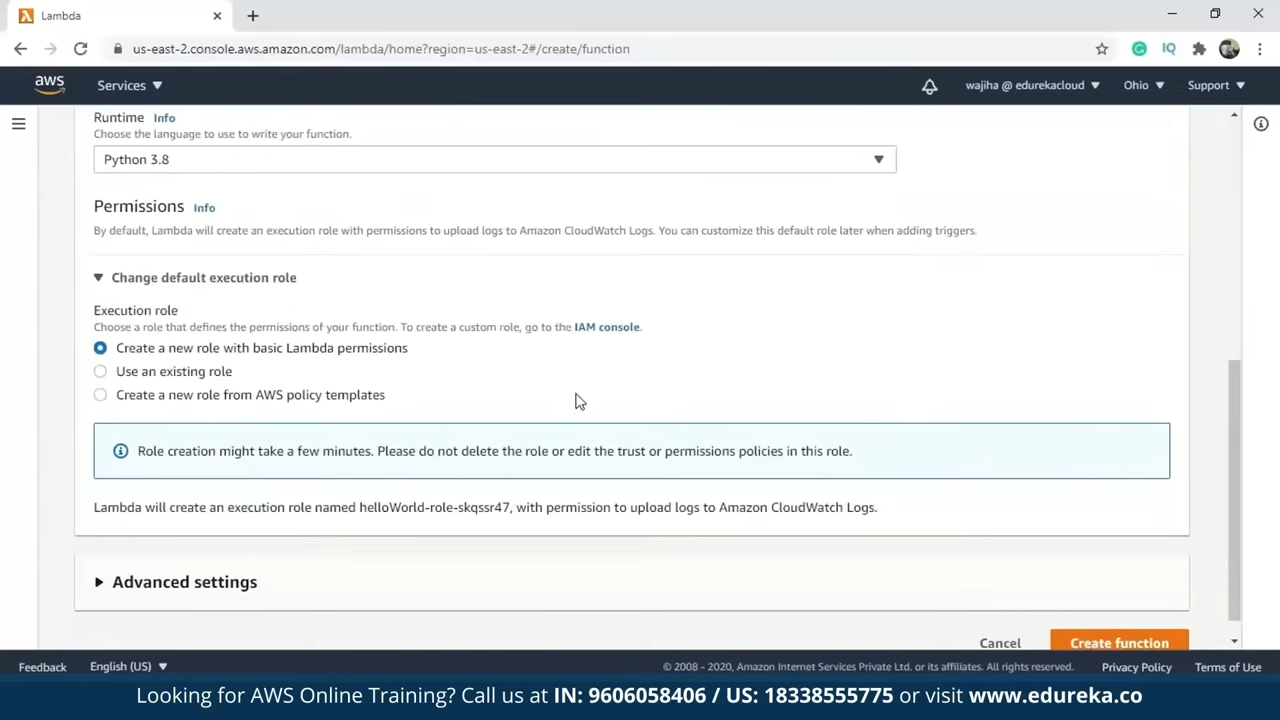 Lambda
us-east-2.console.aws.amazon.com/lambda/home?region=us-east-2#/create/function
IQ
aws
Services
wajiha @ edurekacloud
Ohio
Support
Runtime Info
Choose the language to use to write your function.
Python 3.8
Permissions Info
By default, Lambda will create an execution role with permissions to upload logs to Amazon CloudWatch Logs. You can customize this default role later when adding triggers.
Change default execution role
Execution role
Choose a role that defines the permissions of your function. To create a custom role, go to the IAM console.
Create a new role with basic Lambda permissions
Use an existing role
Create a new role from AWS policy templates
Role creation might take a few minutes. Please do not delete the role or edit the trust or permissions policies in this role.
Lambda will create an execution role named helloWorld-role-skqssr47, with permission to upload logs to Amazon CloudWatch Logs.
Advanced settings
Cancel
Create function
Feedback
English (US)
© 2008 - 2020, Amazon Internet Services Private Ltd. or its affiliates. All rights reserved.
Privacy Policy
Terms of Use
Looking for AWS Online Training? Call us at IN: 9606058406 / US: 18338555775 or visit www.edureka.co